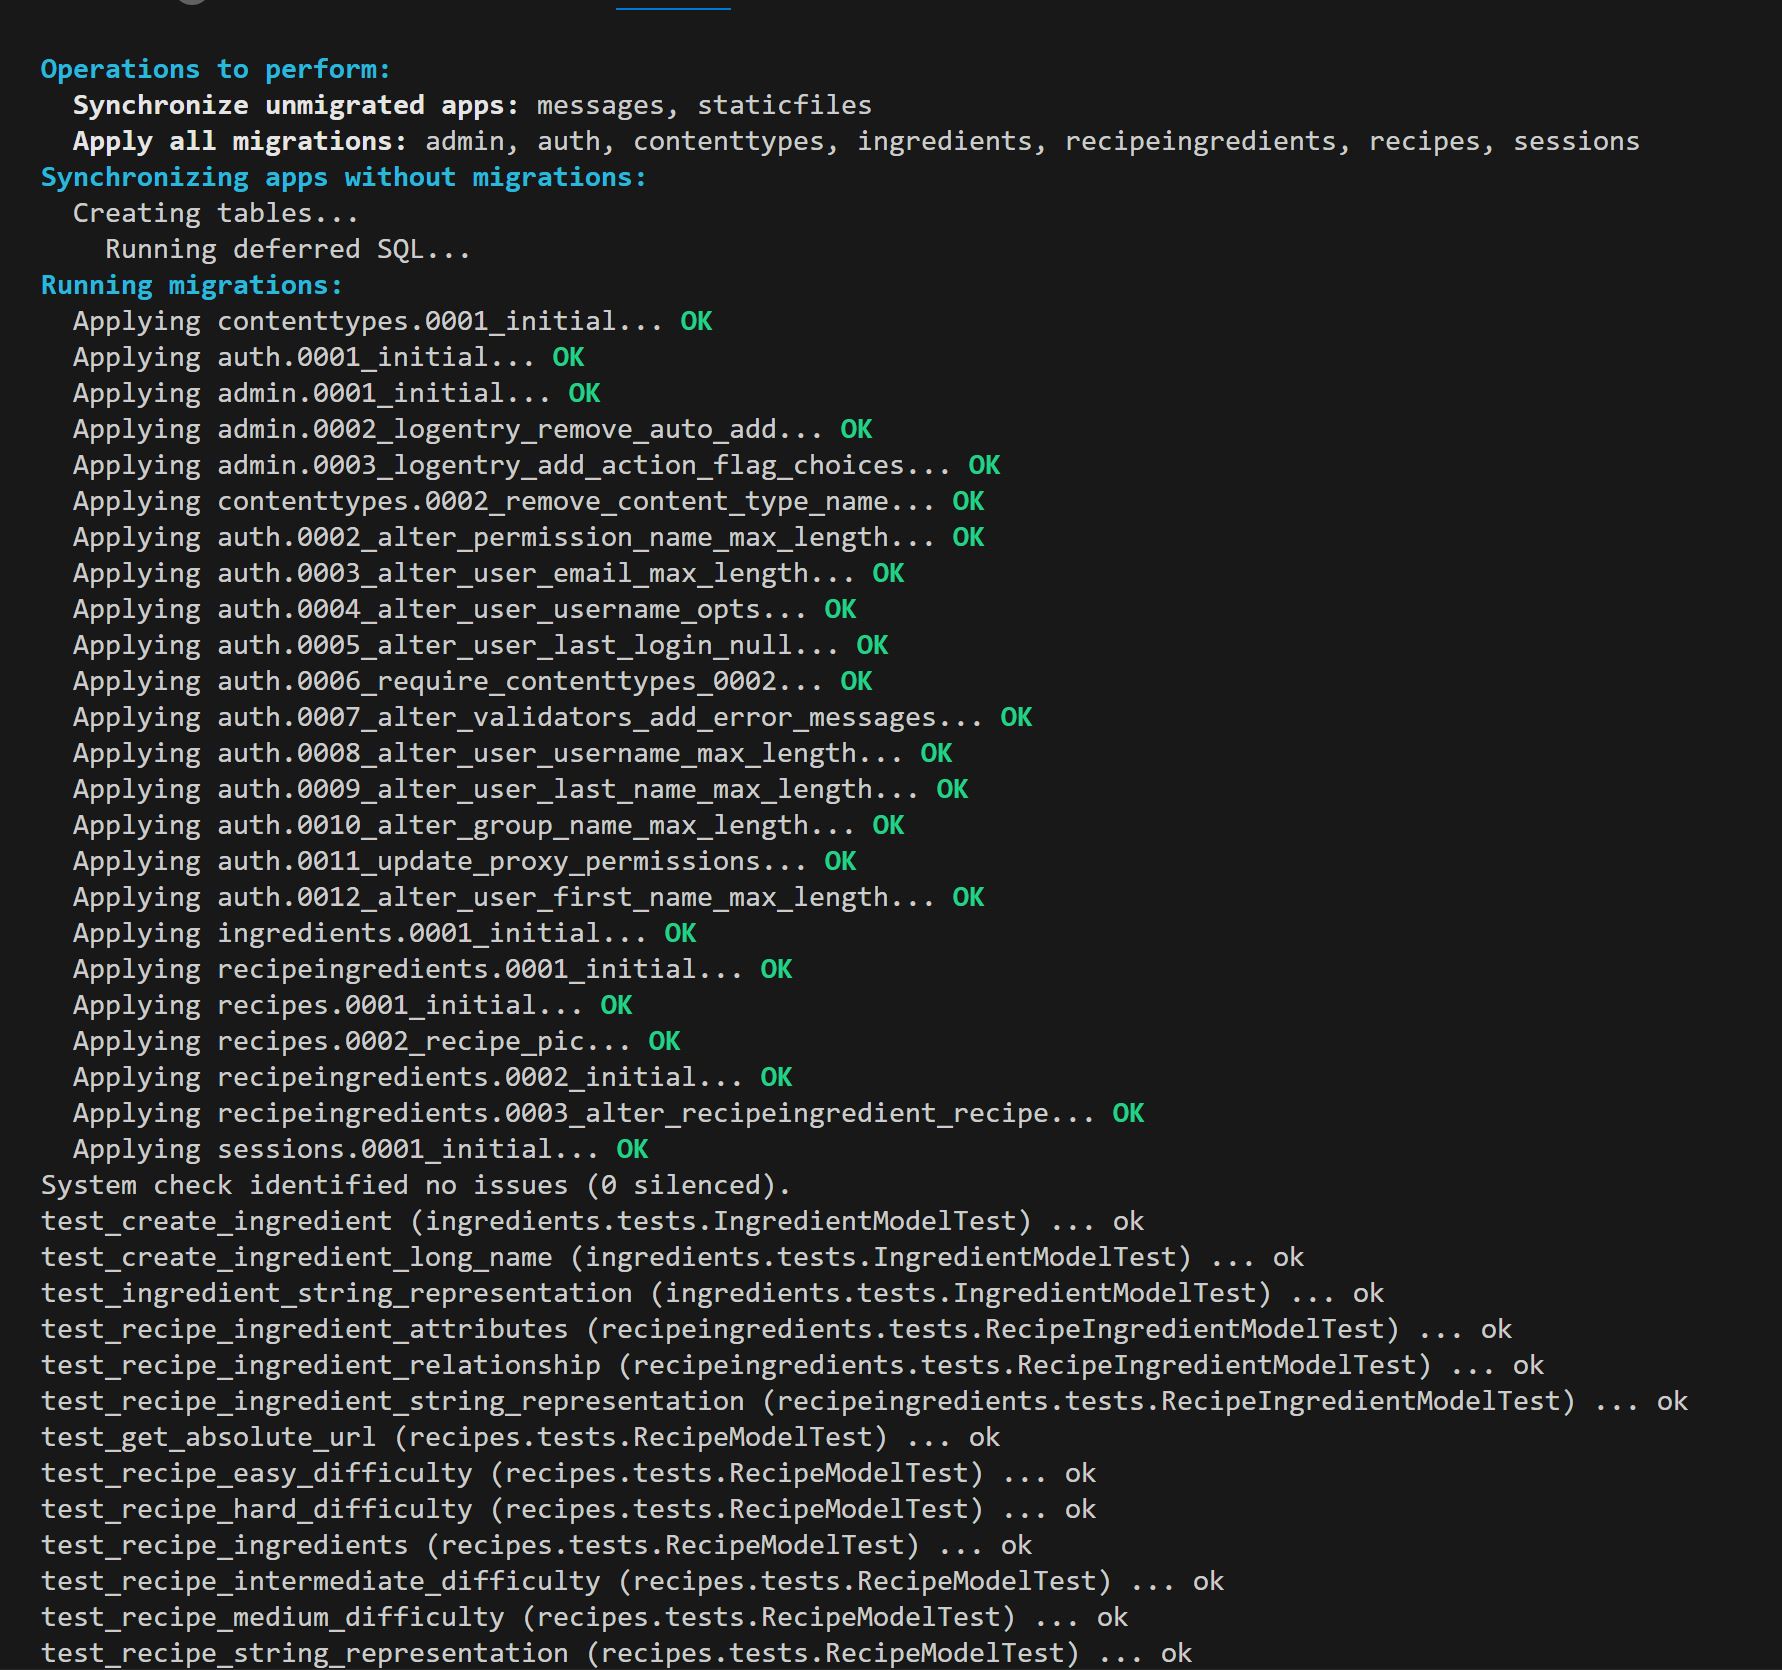 Operations to perform:
  Synchronize unmigrated apps: messages, staticfiles
  Apply all migrations: admin, auth, contenttypes, ingredients, recipeingredients, recipes, sessions
Synchronizing apps without migrations:
  Creating tables...
    Running deferred SQL...
Running migrations:
  Applying contenttypes.0001_initial... OK
  Applying auth.0001_initial... OK
  Applying admin.0001_initial... OK
  Applying admin.0002_logentry_remove_auto_add... OK
  Applying admin.0003_logentry_add_action_flag_choices... OK
  Applying contenttypes.0002_remove_content_type_name... OK
  Applying auth.0002_alter_permission_name_max_length... OK
  Applying auth.0003_alter_user_email_max_length... OK
  Applying auth.0004_alter_user_username_opts... OK
  Applying auth.0005_alter_user_last_login_null... OK
  Applying auth.0006_require_contenttypes_0002... OK
  Applying auth.0007_alter_validators_add_error_messages... OK
  Applying auth.0008_alter_user_username_max_length... OK
  Applying auth.0009_alter_user_last_name_max_length... OK
  Applying auth.0010_alter_group_name_max_length... OK
  Applying auth.0011_update_proxy_permissions... OK
  Applying auth.0012_alter_user_first_name_max_length... OK
  Applying ingredients.0001_initial... OK
  Applying recipeingredients.0001_initial... OK
  Applying recipes.0001_initial... OK
  Applying recipes.0002_recipe_pic... OK
  Applying recipeingredients.0002_initial... OK
  Applying recipeingredients.0003_alter_recipeingredient_recipe... OK
  Applying sessions.0001_initial... OK
System check identified no issues (0 silenced).
test_create_ingredient (ingredients.tests.IngredientModelTest) ... ok
test_create_ingredient_long_name (ingredients.tests.IngredientModelTest) ... ok
test_ingredient_string_representation (ingredients.tests.IngredientModelTest) ... ok
test_recipe_ingredient_attributes (recipeingredients.tests.RecipeIngredientModelTest) ... ok
test_recipe_ingredient_relationship (recipeingredients.tests.RecipeIngredientModelTest) ... ok
test_recipe_ingredient_string_representation (recipeingredients.tests.RecipeIngredientModelTest) ... ok
test_get_absolute_url (recipes.tests.RecipeModelTest) ... ok
test_recipe_easy_difficulty (recipes.tests.RecipeModelTest) ... ok
test_recipe_hard_difficulty (recipes.tests.RecipeModelTest) ... ok
test_recipe_ingredients (recipes.tests.RecipeModelTest) ... ok
test_recipe_intermediate_difficulty (recipes.tests.RecipeModelTest) ... ok
test_recipe_medium_difficulty (recipes.tests.RecipeModelTest) ... ok
test_recipe_string_representation (recipes.tests.RecipeModelTest) ... ok